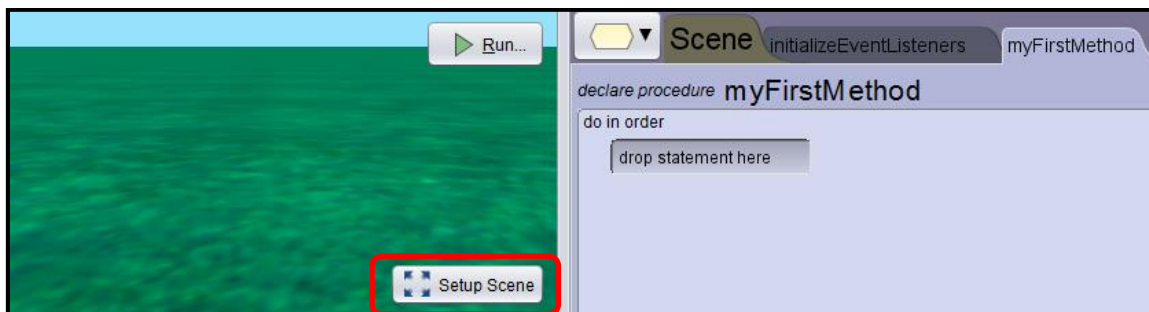 Run...
Setup Scene
Scene initializeEventListeners myFirstMethod
declare procedure myFirstMethod
do in order
drop statement here